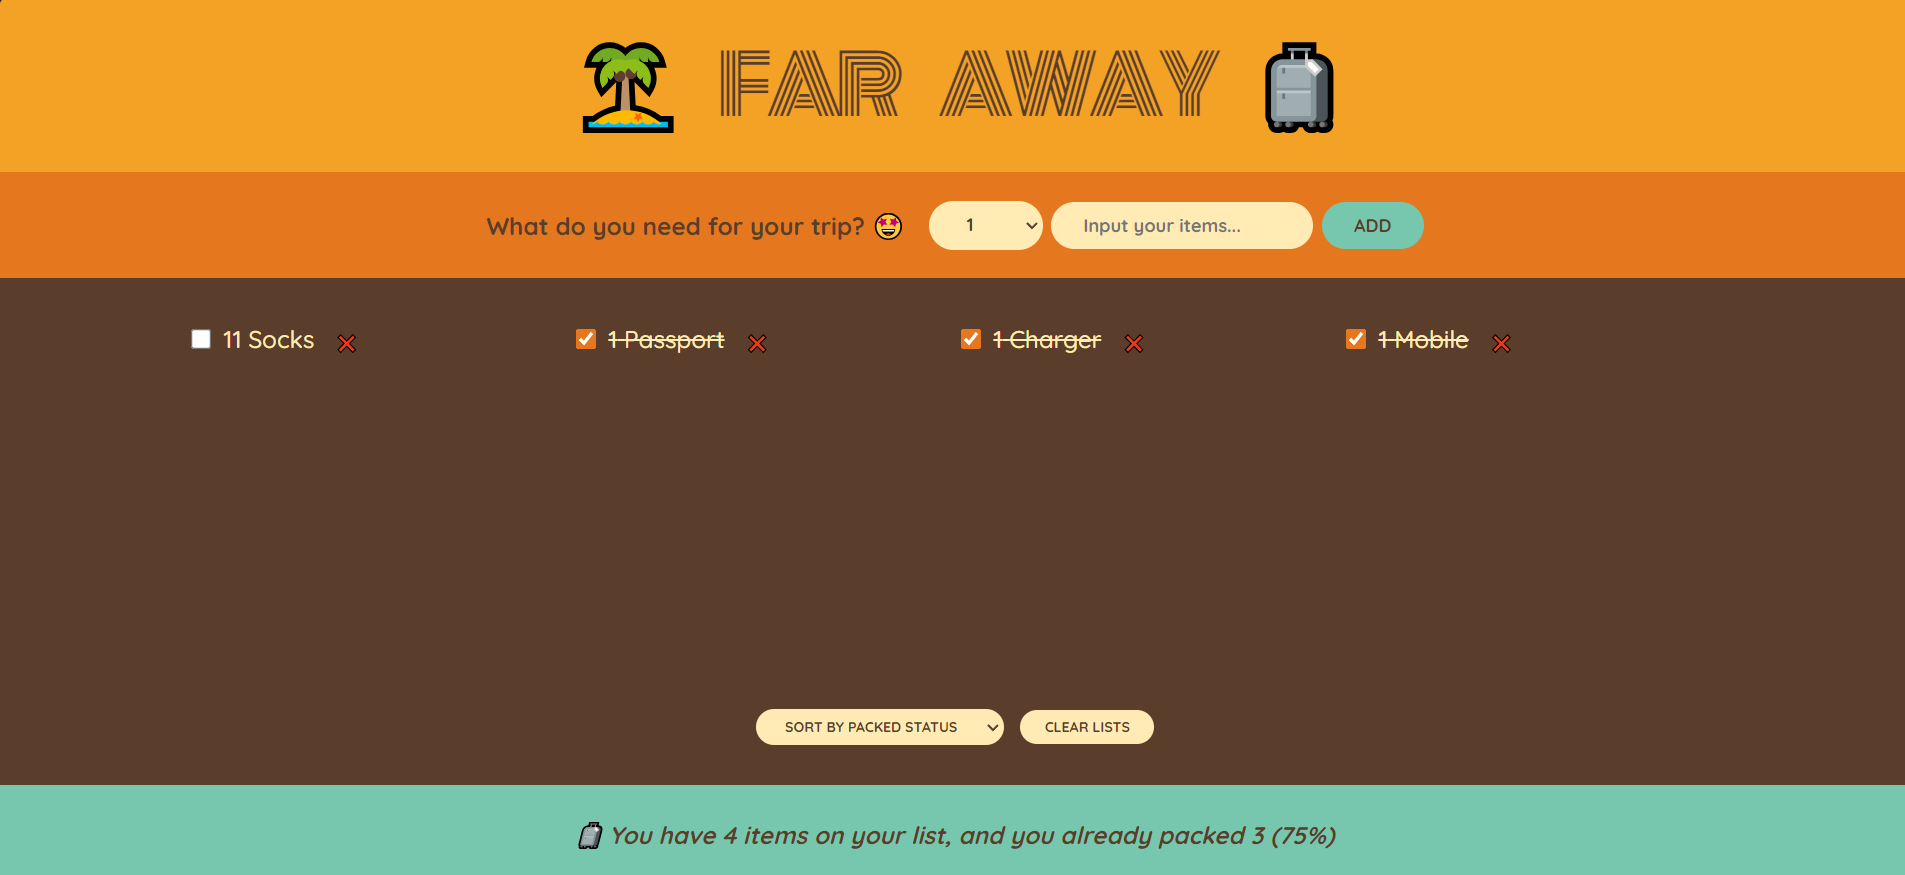 FAR AWAY
What do you need for your trip? 🤩 1 Input your items... ADD
11 Socks ❌ 1 Passport ❌ 1 Charger ❌ 1 Mobile ❌
SORT BY PACKED STATUS CLEAR LISTS
You have 4 items on your list, and you already packed 3 (75%)